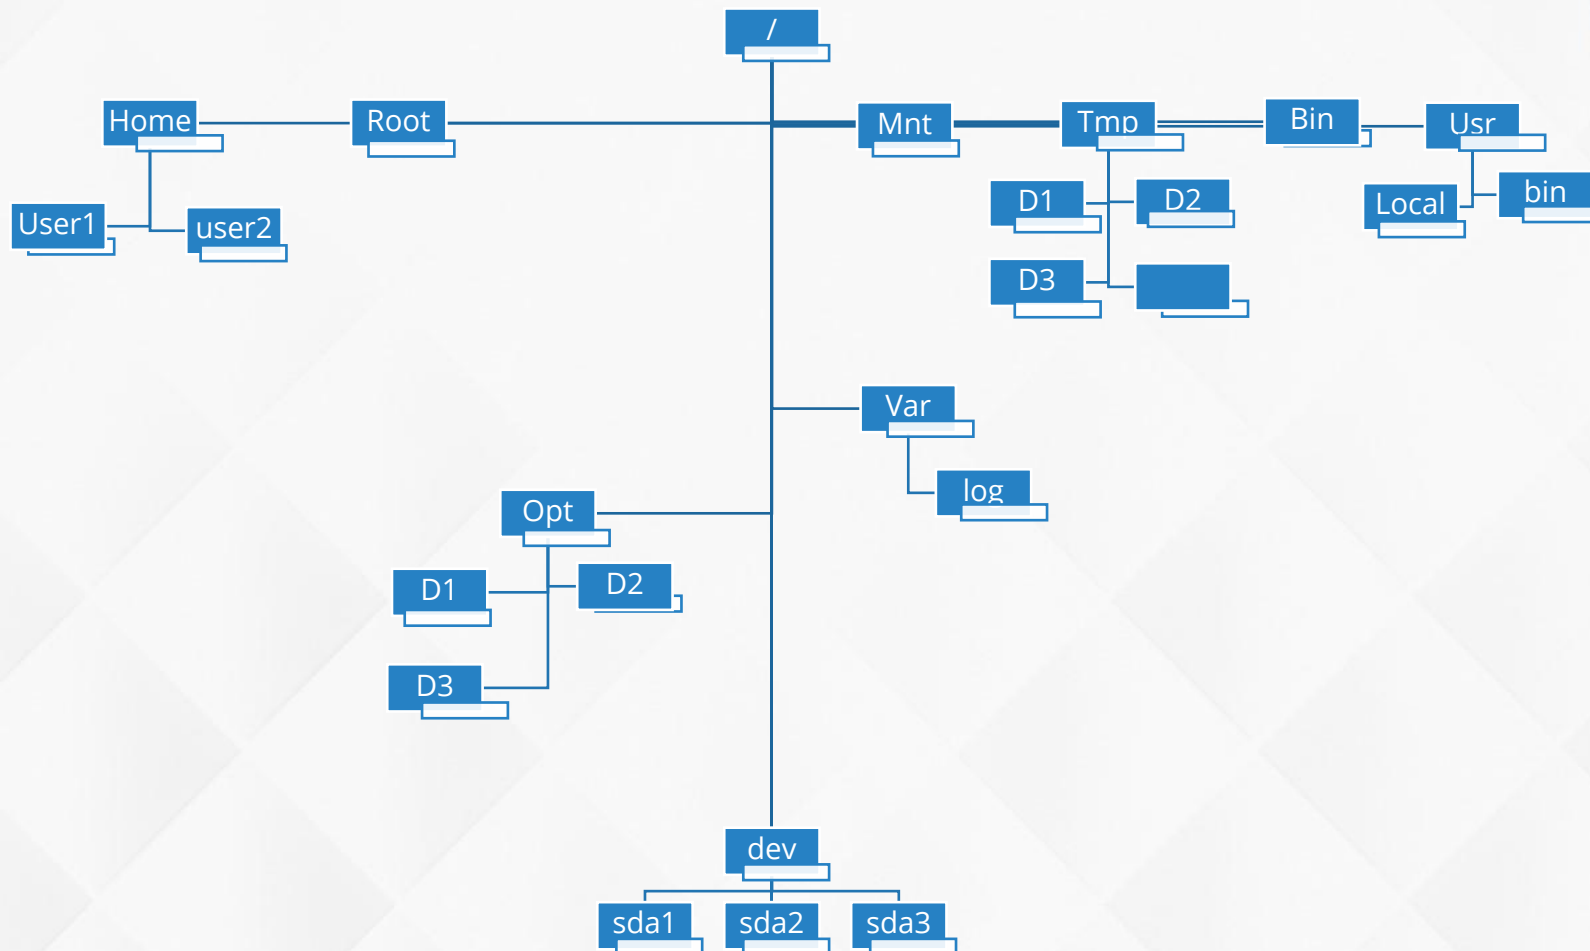 /
Home
Root
Mnt
Tmp
Bin
Usr
User1
user2
D1
D2
Local
bin
D3
Var
log
Opt
D1
D2
D3
dev
sda1
sda2
sda3